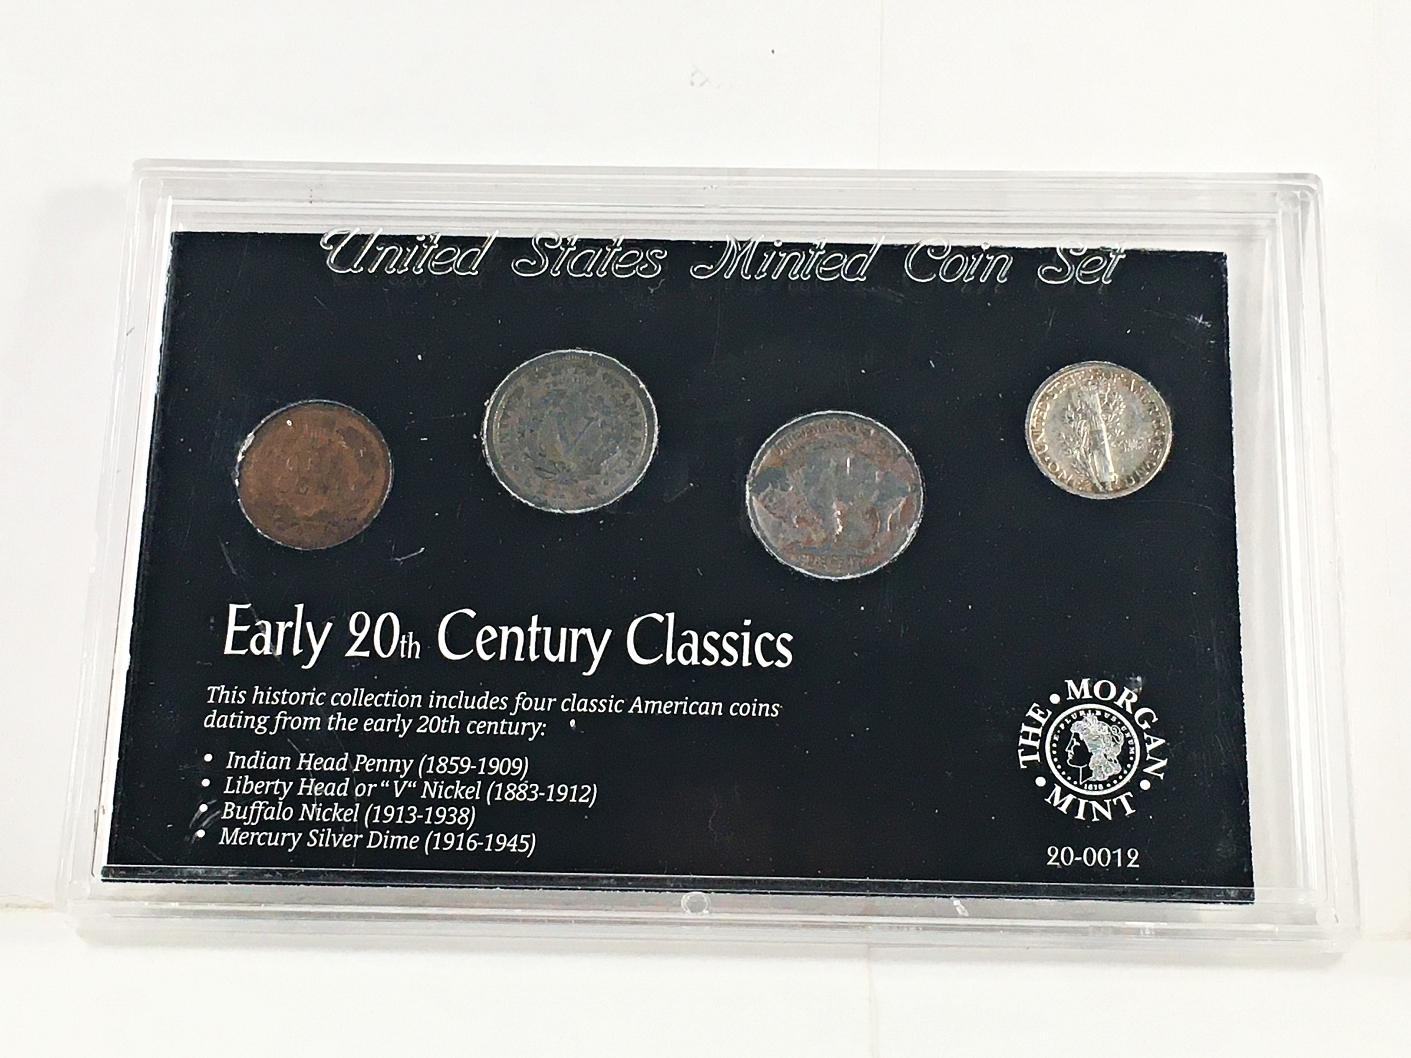 United States Minted Coin Set
Early 20th Century Classics
This historic collection includes four classic American coins
dating from the early 20th century:
• Indian Head Penny (1859-1909)
• Liberty Head or “V“ Nickel (1883-1912)
• Buffalo Nickel (1913-1938)
• Mercury Silver Dime (1916-1945)
THE • MORGAN • MINT •
20-0012